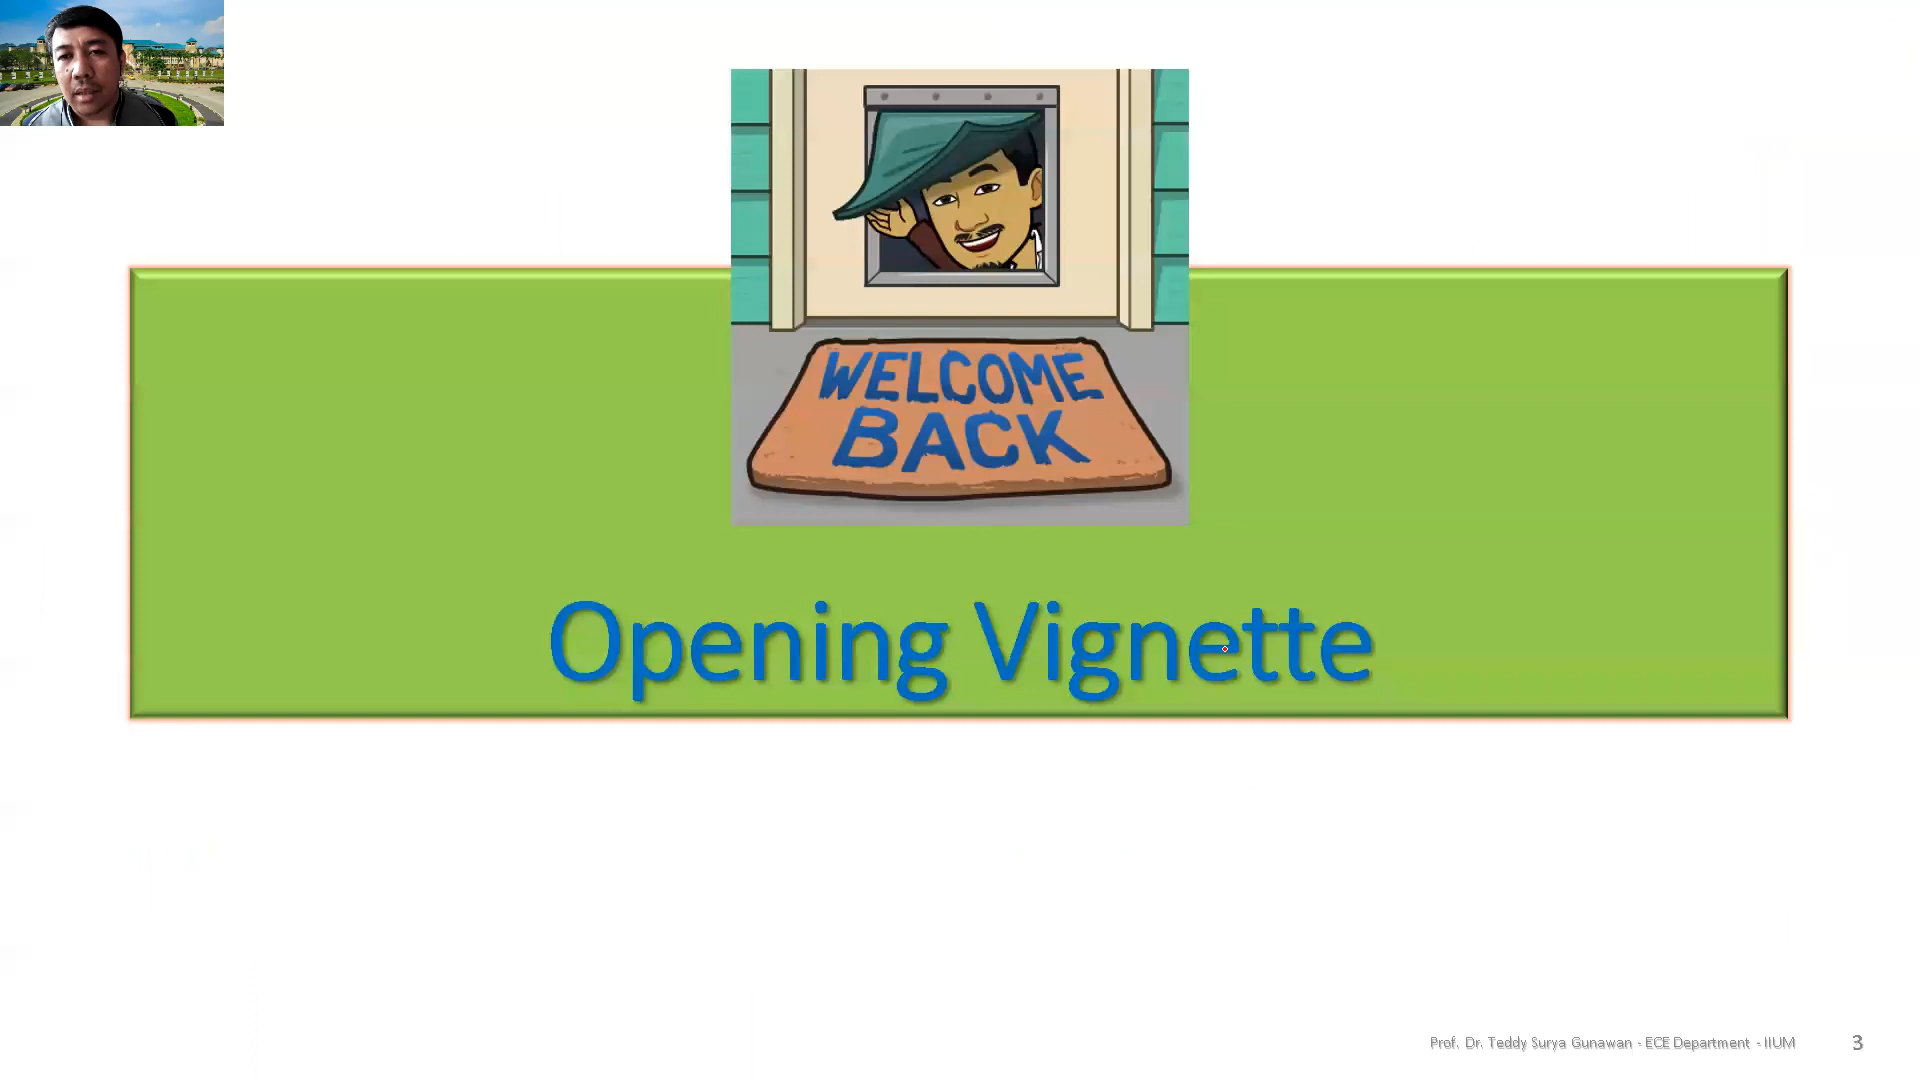 WELCOME
BACK
Opening Vignette
Prof. Dr. Teddy Surya Gunawan - ECE Department - IIUM
3